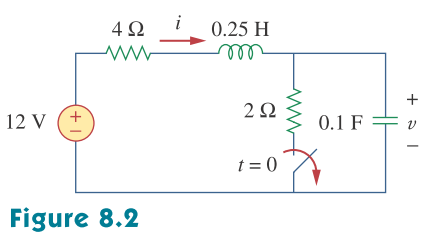 4 Ω
i
0.25 H
12 V
+
−
2 Ω
0.1 F
+
v
−
t = 0
Figure 8.2